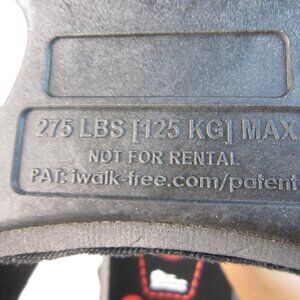 275 LBS [125 KG] MAX
NOT FOR RENTAL
PAT: iwalk-free.com/patent